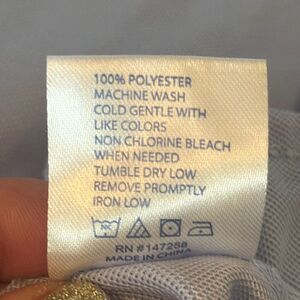 100% POLYESTER
MACHINE WASH
COLD GENTLE WITH
LIKE COLORS
NON CHLORINE BLEACH
WHEN NEEDED
TUMBLE DRY LOW
REMOVE PROMPTLY
IRON LOW
RN #147258
MADE IN CHINA